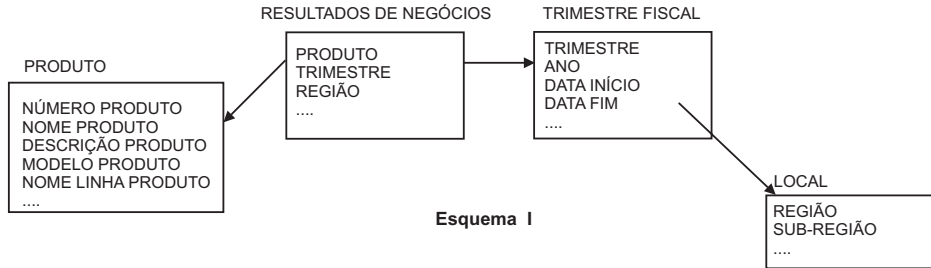 RESULTADOS DE NEGÓCIOS
TRIMESTRE FISCAL
PRODUTO
TRIMESTRE
REGIÃO
....
TRIMESTRE
ANO
DATA INÍCIO
DATA FIM
....
PRODUTO
NÚMERO PRODUTO
NOME PRODUTO
DESCRIÇÃO PRODUTO
MODELO PRODUTO
NOME LINHA PRODUTO
....
LOCAL
REGIÃO
SUB-REGIÃO
....
Esquema I